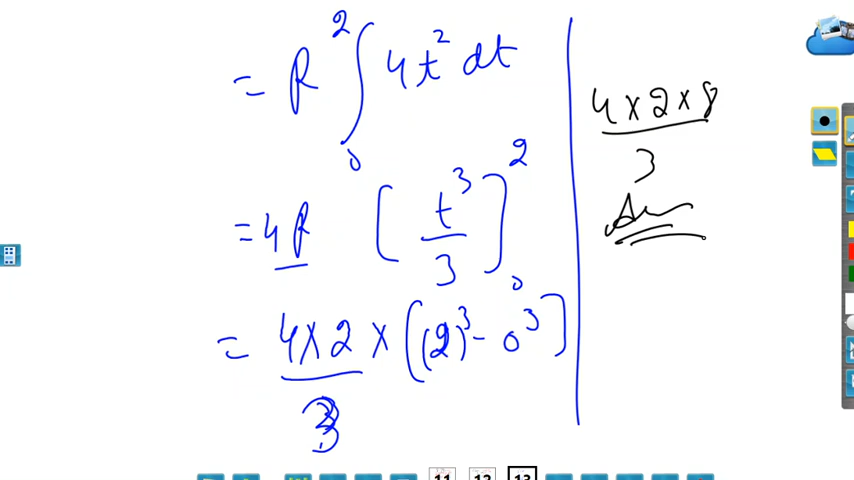 = R ∫₀² 4t² dt
= 4R [t³/3]₀²
= 4×2/3 × [(2)³ - 0³]
4×2×8/3
Ans
11 12 13